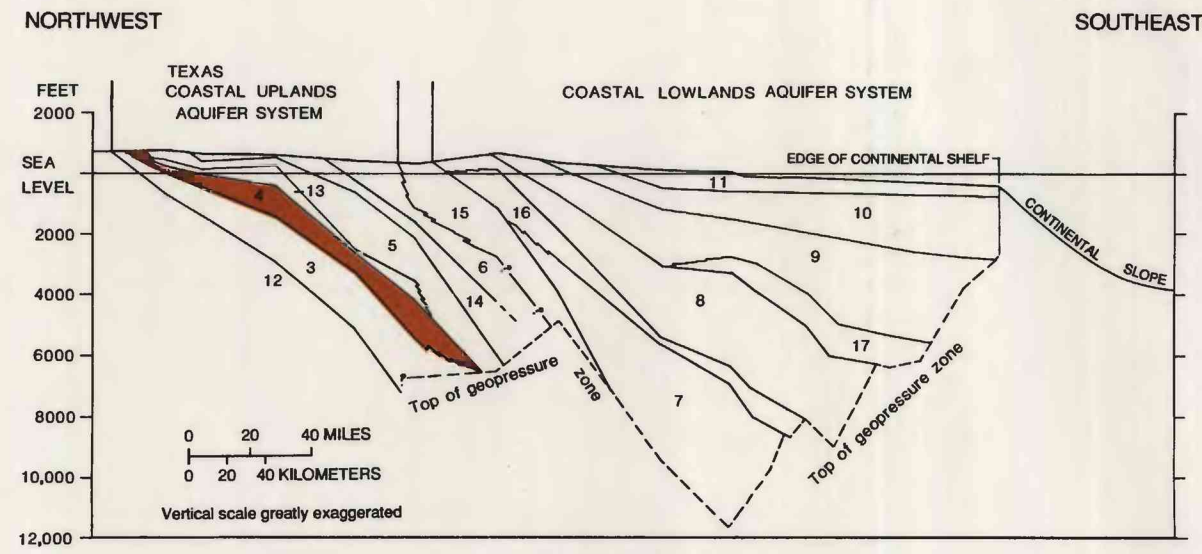 NORTHWEST
SOUTHEAST
TEXAS
COASTAL UPLANDS
AQUIFER SYSTEM
COASTAL LOWLANDS AQUIFER SYSTEM
FEET
2000
SEA
LEVEL
2000
4000
6000
8000
10,000
12,000
EDGE OF CONTINENTAL SHELF
CONTINENTAL
SLOPE
11
10
9
13
4
15
16
5
3
12
6
8
14
17
7
Top of geopressure
zone
Top of geopressure zone
0 20 40 MILES
0 20 40 KILOMETERS
Vertical scale greatly exaggerated